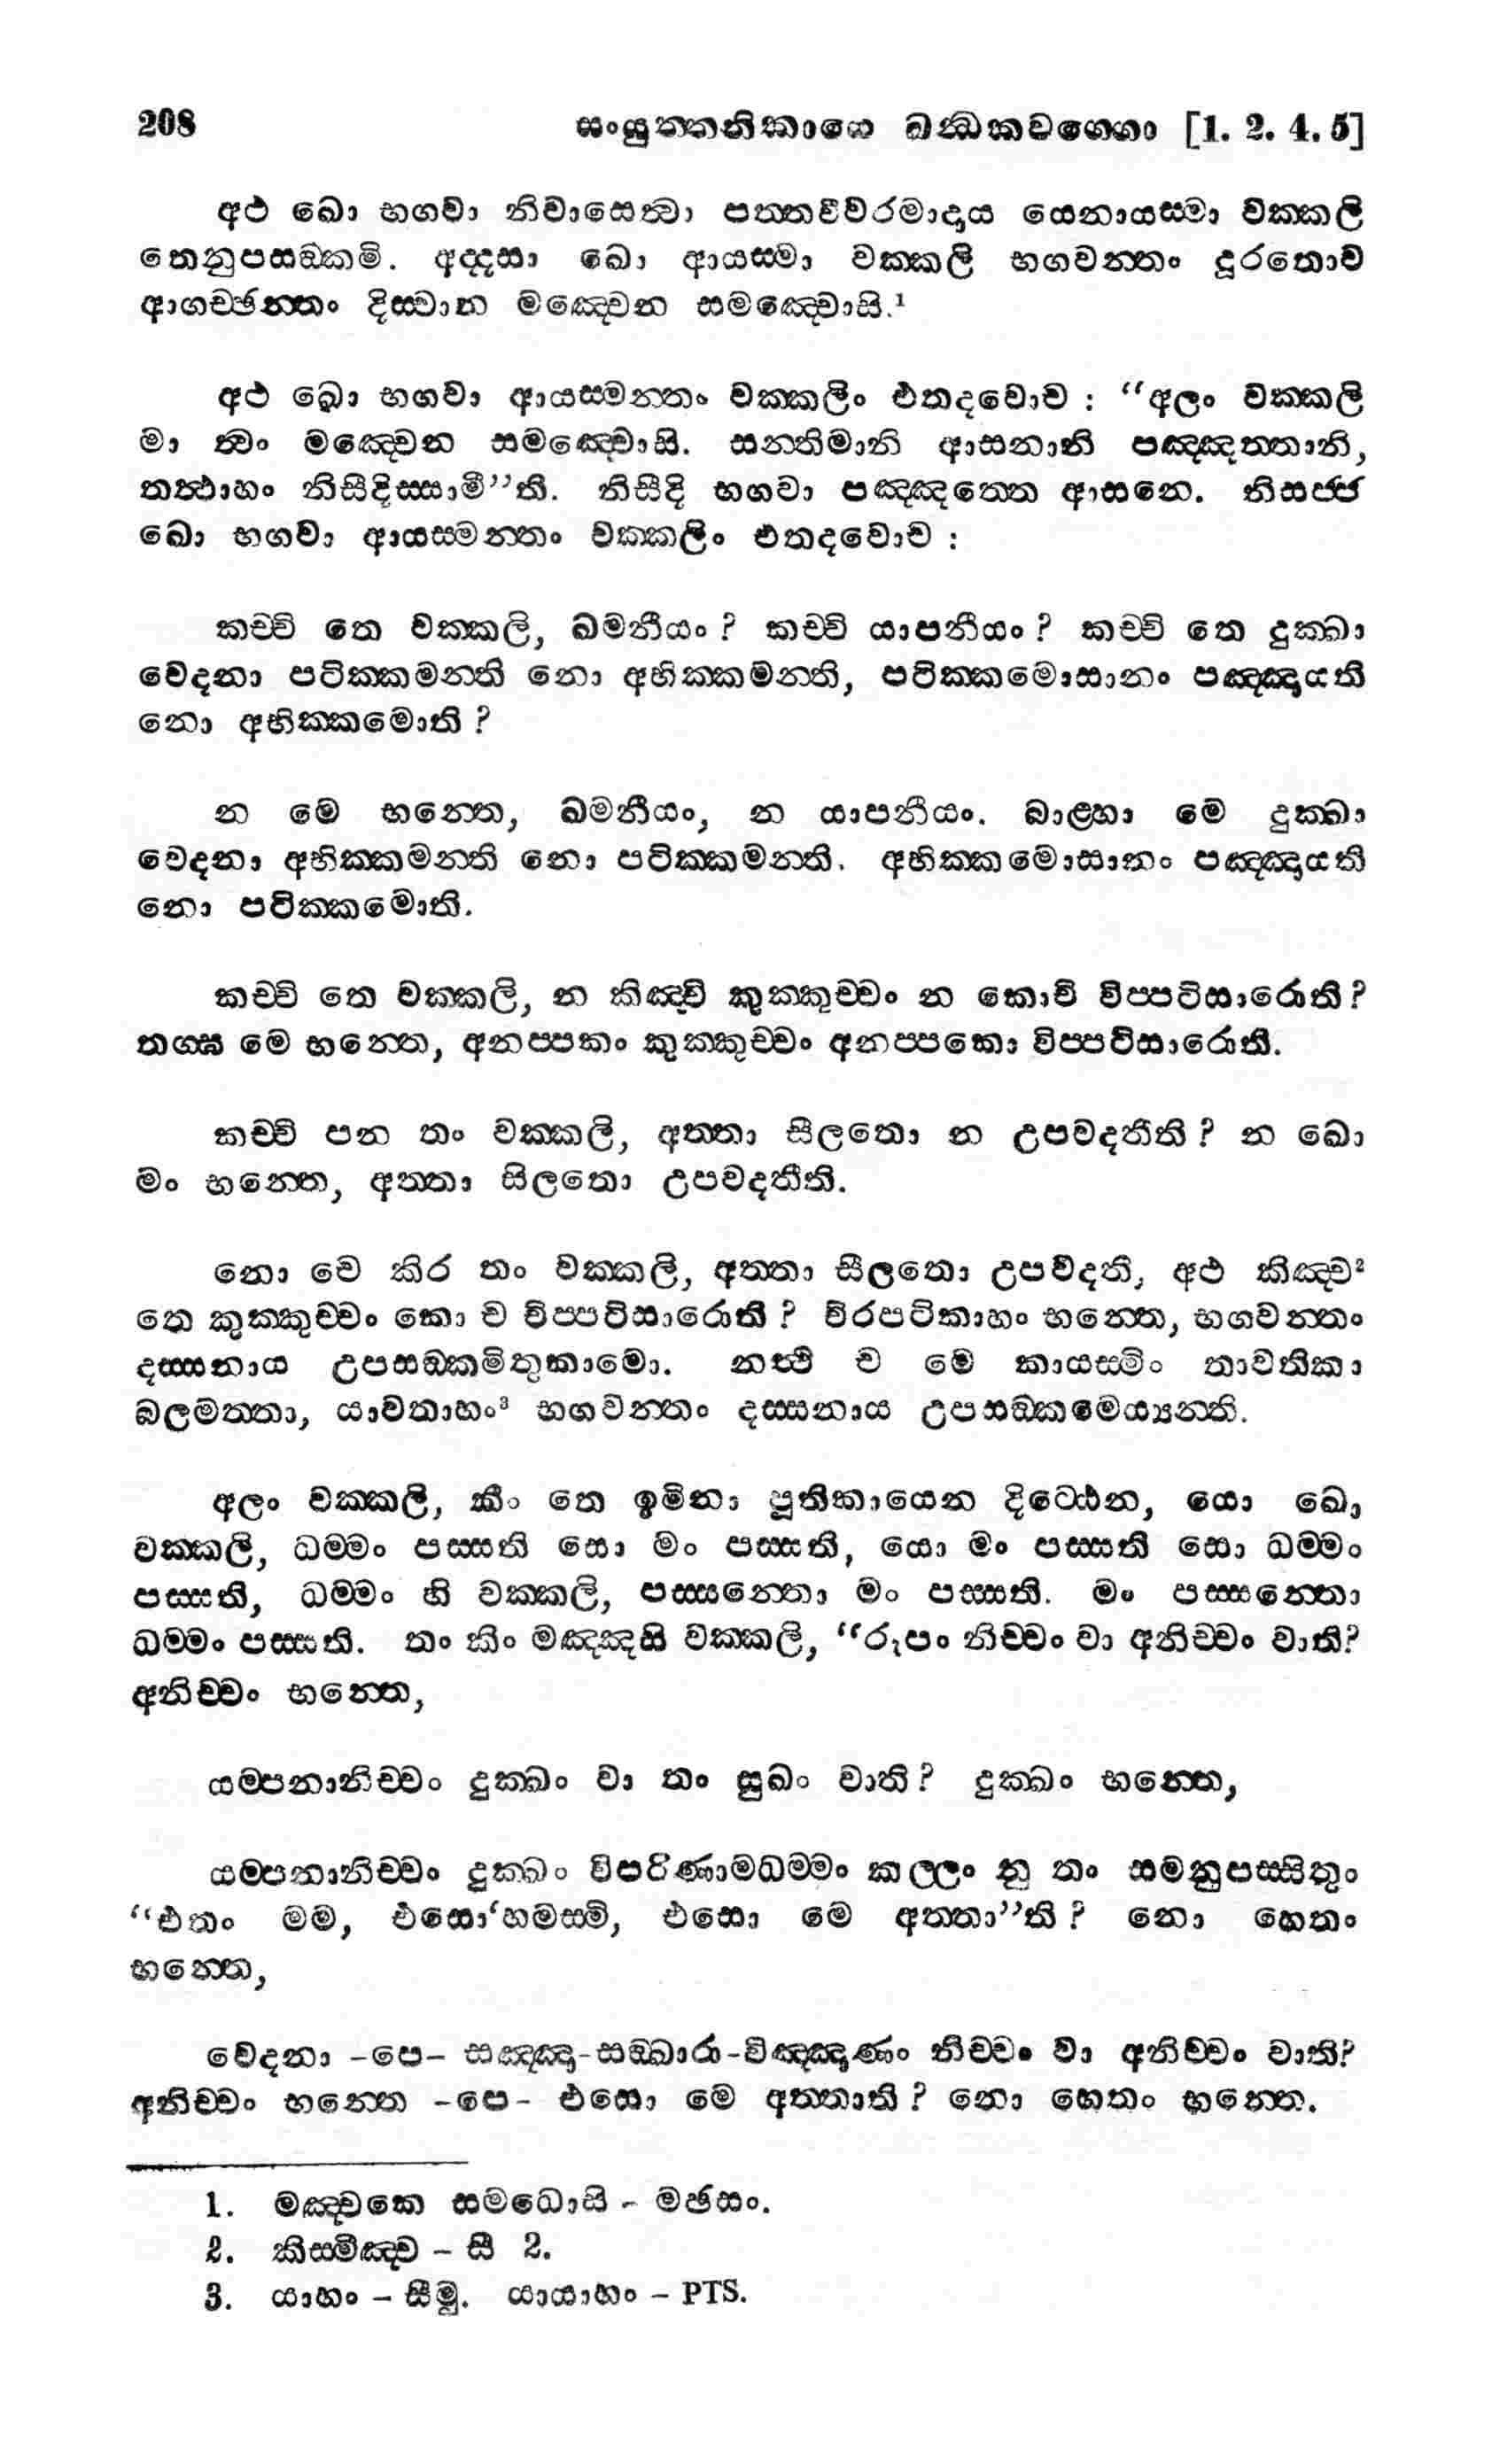 208 සංයුත්තනිකායෙ ඛන්ධකවග්ගො [1. 2. 4. 5]
අථ ඛො භගවා නිවාසෙත්වා පත්තචීවරමාදාය යෙනායස්මා වක්කලි
තෙනුපසඞ්කමි. අද්දසා ඛො ආයස්මා වක්කලි භගවන්තං දූරතොව
ආගච්ඡන්තං දිස්වාන මඤ්චෙන සමඤ්චොසි.¹
අථ ඛො භගවා ආයස්මන්තං වක්කලිං එතදවොච : “අලං වක්කලි
මා ත්වං මඤ්චෙන සමඤ්චොසි. සන්තිමානි ආසනානි පඤ්ඤත්තානි,
තත්ථාහං නිසීදිස්සාමී”ති. නිසීදි භගවා පඤ්ඤත්තෙ ආසනෙ. නිසජ්ජ
ඛො භගවා ආයස්මන්තං වක්කලිං එතදවොච :
කච්චි තෙ වක්කලි, ඛමනීයං? කච්චි යාපනීයං? කච්චි තෙ දුක්ඛා
වේදනා පටික්කමන්ති නො අභික්කමන්ති, පටික්කමොසානං පඤ්ඤායති
නො අභික්කමොති?
න මෙ භන්තෙ, ඛමනීයං, න යාපනීයං. බාළ්හා මෙ දුක්ඛා
වෙදනා අභික්කමන්ති නො පටික්කමන්ති. අභික්කමොසානං පඤ්ඤායති
නො පටික්කමොති.
කච්චි තෙ වක්කලි, න කිඤ්චි කුක්කුච්චං න කොචි විප්පටිසාරොති?
තග්ඝ මෙ භන්තෙ, අනප්පකං කුක්කුච්චං අනප්පකො විප්පටිසාරොති.
කච්චි පන තං වක්කලි, අත්තා සීලතො න උපවදතීති? න ඛො
මං භන්තෙ, අත්තා සීලතො උපවදතීති.
නො චෙ කිර තං වක්කලි, අත්තා සීලතො උපවදති, අථ කිඤ්ච²
තෙ කුක්කුච්චං කො ච විප්පටිසාරොති? චිරපටිකාහං භන්තෙ, භගවන්තං
දස්සනාය උපසඞ්කමිතුකාමො. නත්ථි ච මෙ කායස්මිං තාවතිකා
බලමත්තා, යාවතාහං³ භගවන්තං දස්සනාය උපසඞ්කමෙය්‍යන්ති.
අලං වක්කලි, කිං තෙ ඉමිනා පූතිකායෙන දිට්ඨෙන, යො ඛො,
වක්කලි, ධම්මං පස්සති සො මං පස්සති, යො මං පස්සති සො ධම්මං
පස්සති, ධම්මං හි වක්කලි, පස්සන්තො මං පස්සති. මං පස්සන්තො
ධම්මං පස්සති. තං කිං මඤ්ඤසි වක්කලි, “රූපං නිච්චං වා අනිච්චං වාති?
අනිච්චං භන්තෙ,
යම්පනානිච්චං දුක්ඛං වා තං සුඛං වාති? දුක්ඛං භන්තෙ,
යම්පනානිච්චං දුක්ඛං විපරිණාමධම්මං කල්ලං නු තං සමනුපස්සිතුං
“එතං මම, එසො‘හමස්මි, එසො මෙ අත්තා”ති? නො හෙතං
භන්තෙ,
වේදනා -පෙ- සඤ්ඤා-සඞ්ඛාරා-විඤ්ඤාණං නිච්චං වා අනිච්චං වාති?
අනිච්චං භන්තෙ -පෙ- එසො මෙ අත්තාති? නො හෙතං භන්තෙ.
1. මඤ්චකෙ සමධොසි - මඡසං.
2. කිස්මිඤ්ච - සී 2.
3. යාහං - සීමු. යායාහං - PTS.